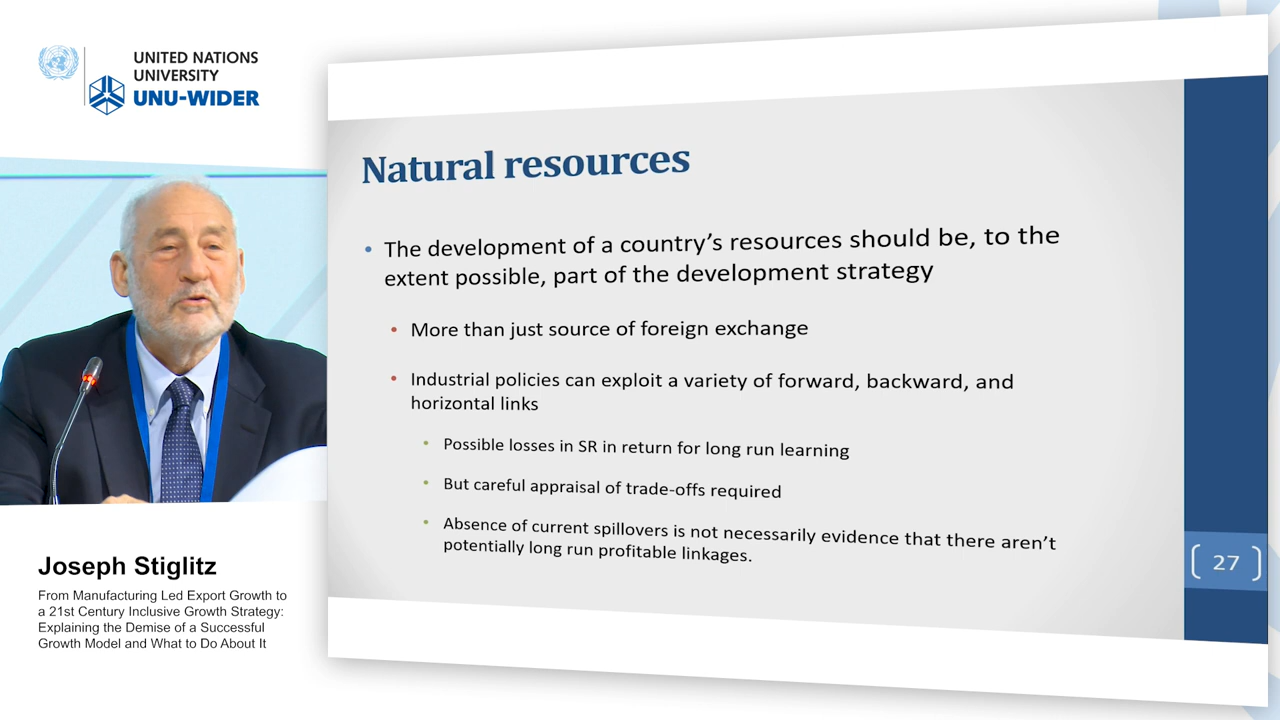 UNITED NATIONS
UNIVERSITY
UNU-WIDER
Joseph Stiglitz
From Manufacturing Led Export Growth to
a 21st Century Inclusive Growth Strategy:
Explaining the Demise of a Successful
Growth Model and What to Do About It
Natural resources
• The development of a country’s resources should be, to the
extent possible, part of the development strategy
• More than just source of foreign exchange
• Industrial policies can exploit a variety of forward, backward, and
horizontal links
• Possible losses in SR in return for long run learning
• But careful appraisal of trade-offs required
• Absence of current spillovers is not necessarily evidence that there aren’t
potentially long run profitable linkages.
[ 27 ]